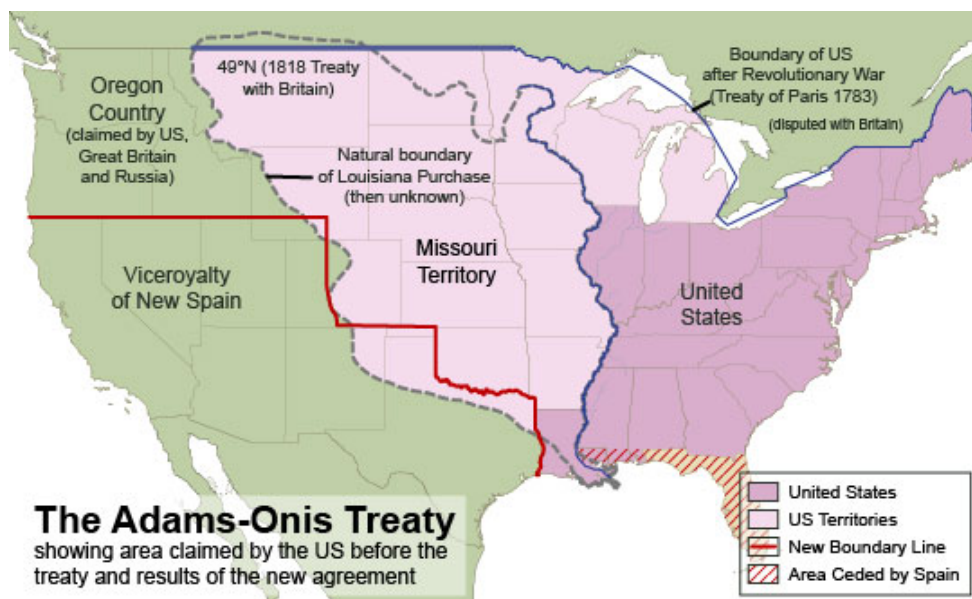 49°N (1818 Treaty
with Britain)
Boundary of US
after Revolutionary War
(Treaty of Paris 1783)
(disputed with Britain)
Oregon
Country
(claimed by US,
Great Britain
and Russia)
Natural boundary
of Louisiana Purchase
(then unknown)
Missouri
Territory
Viceroyalty
of New Spain
United
States
The Adams-Onis Treaty
showing area claimed by the US before the
treaty and results of the new agreement
United States
US Territories
New Boundary Line
Area Ceded by Spain